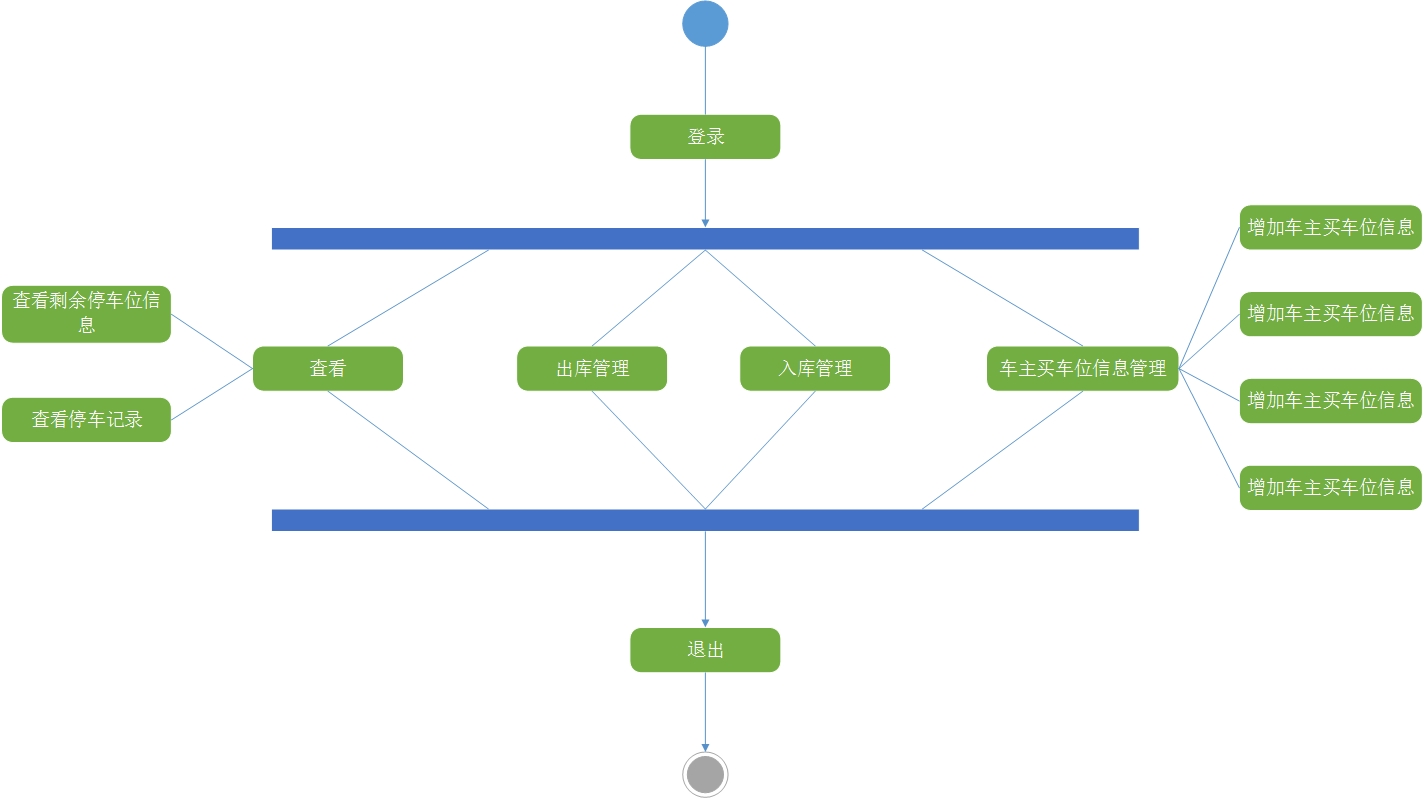 登录
增加车主买车位信息
查看剩余停车位信
息
增加车主买车位信息
查看
出库管理
入库管理
车主买车位信息管理
增加车主买车位信息
查看停车记录
增加车主买车位信息
退出